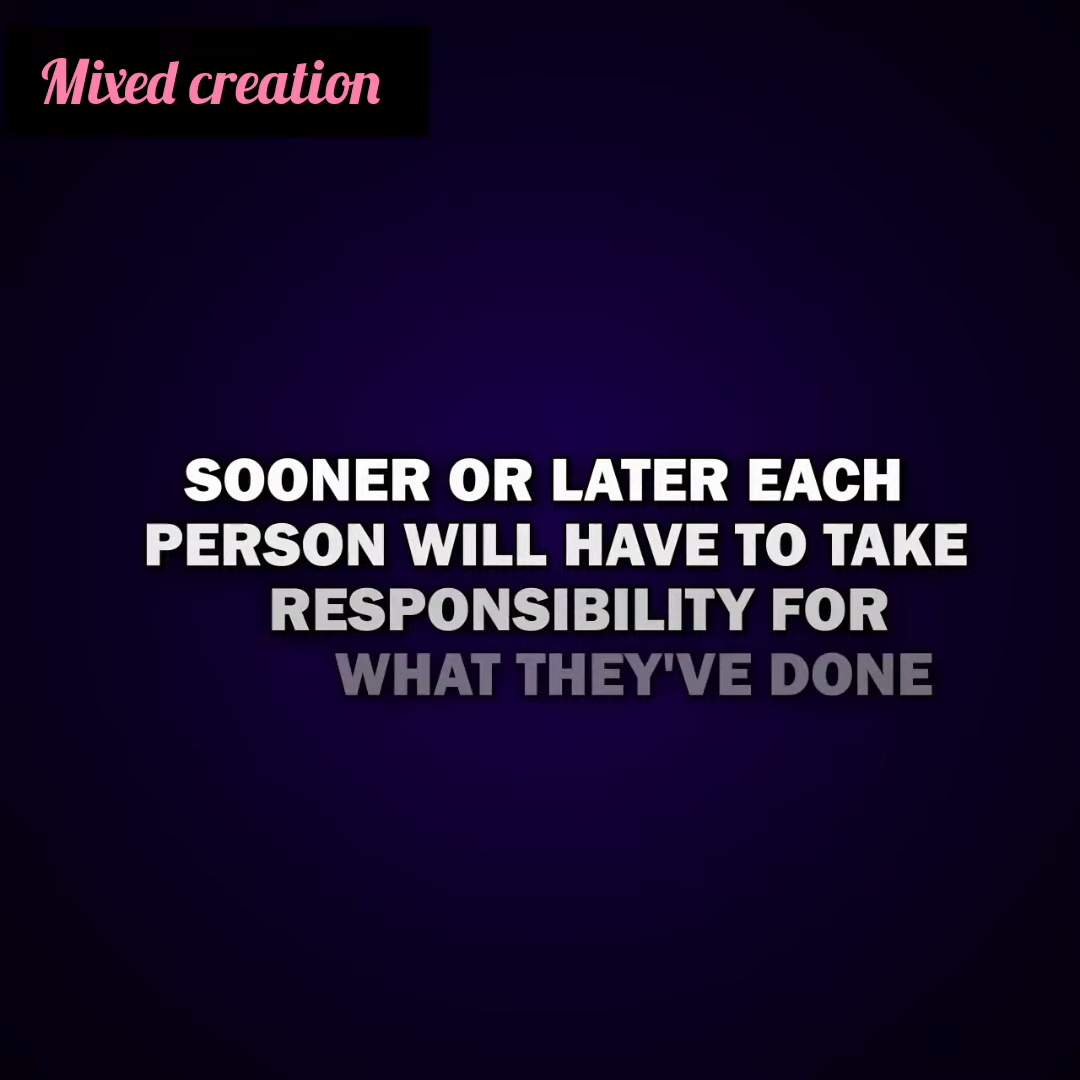 Mixed creation
SOONER OR LATER EACH
PERSON WILL HAVE TO TAKE
RESPONSIBILITY FOR
WHAT THEY'VE DONE